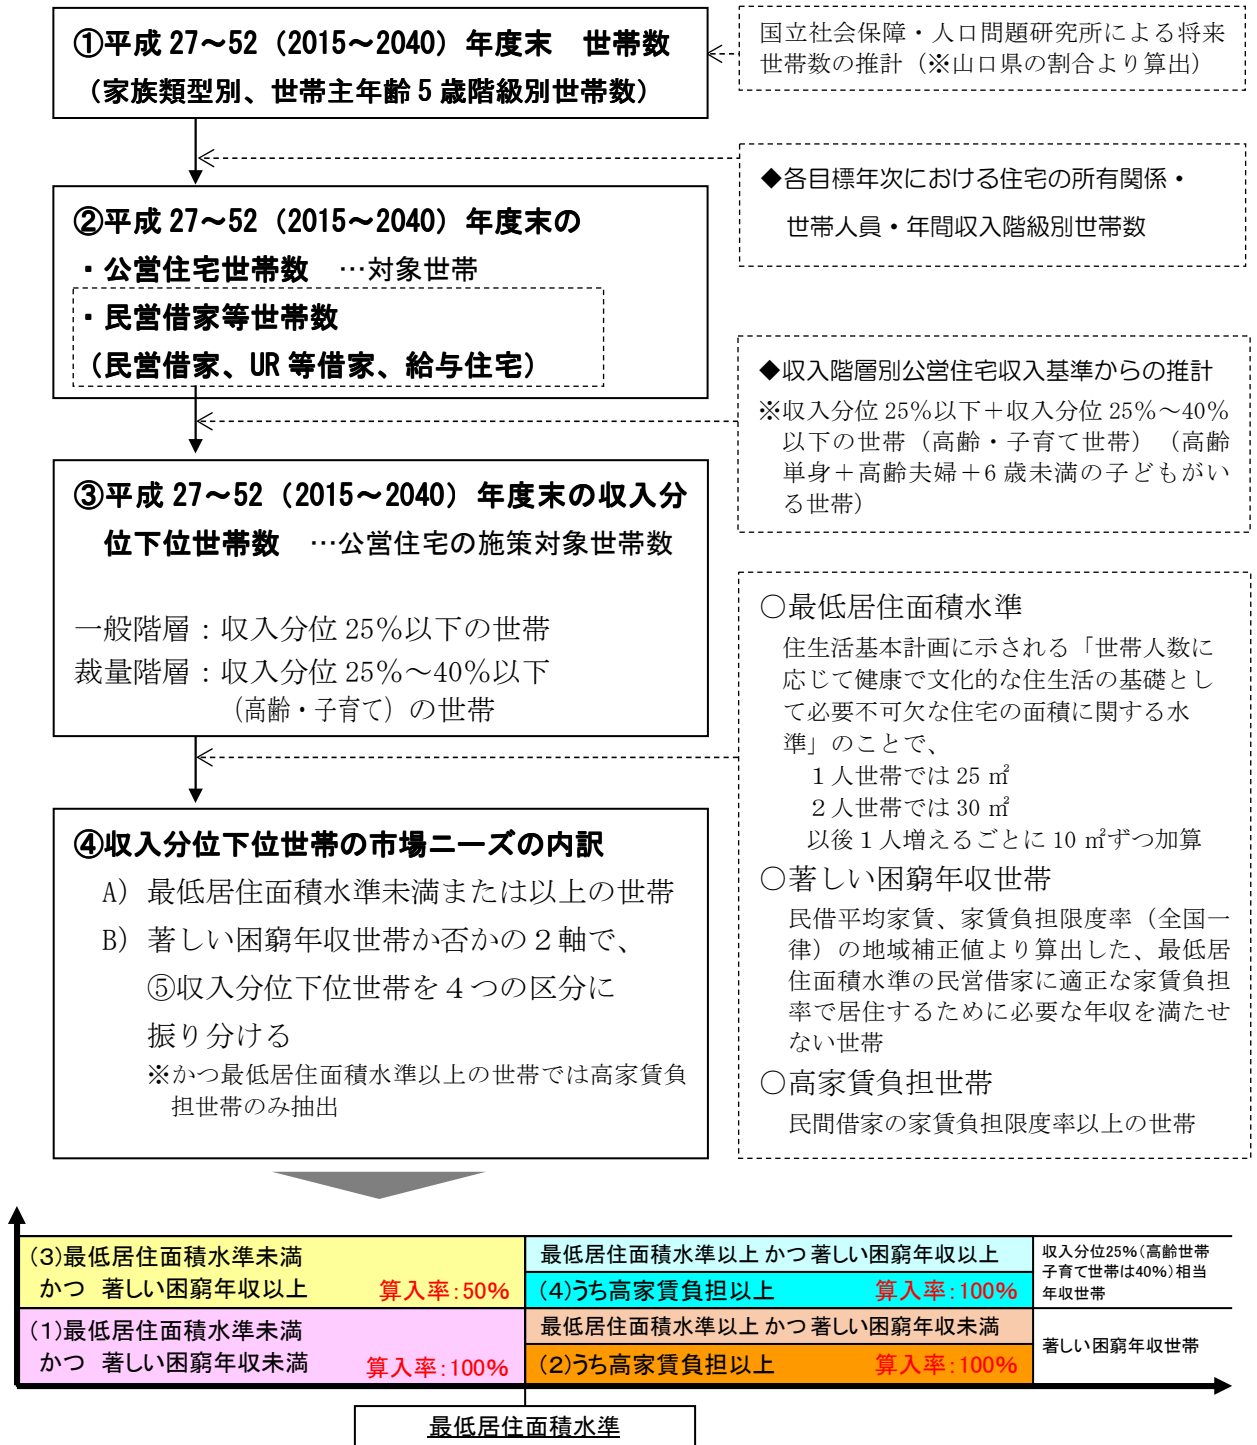 ①平成 27～52（2015～2040）年度末　世帯数
（家族類型別、世帯主年齢 5 歳階級別世帯数）
国立社会保障・人口問題研究所による将来
世帯数の推計（※山口県の割合より算出）
◆各目標年次における住宅の所有関係・
世帯人員・年間収入階級別世帯数
②平成 27～52（2015～2040）年度末の
・公営住宅世帯数　…対象世帯
・民営借家等世帯数
（民営借家、UR 等借家、給与住宅）
◆収入階層別公営住宅収入基準からの推計
※収入分位 25％以下＋収入分位 25％～40％
以下の世帯（高齢・子育て世帯）（高齢
単身＋高齢夫婦＋6 歳未満の子どもがい
る世帯）
③平成 27～52（2015～2040）年度末の収入分
位下位世帯数　…公営住宅の施策対象世帯数
一般階層：収入分位 25％以下の世帯
裁量階層：収入分位 25％～40％以下
（高齢・子育て）の世帯
○最低居住面積水準
住生活基本計画に示される「世帯人数に
応じて健康で文化的な住生活の基礎とし
て必要不可欠な住宅の面積に関する水
準」のことで、
１人世帯では 25 ㎡
２人世帯では 30 ㎡
以後１人増えるごとに 10 ㎡ずつ加算
○著しい困窮年収世帯
民借平均家賃、家賃負担限度率（全国一
律）の地域補正値より算出した、最低居
住面積水準の民営借家に適正な家賃負担
率で居住するために必要な年収を満たせ
ない世帯
○高家賃負担世帯
民間借家の家賃負担限度率以上の世帯
④収入分位下位世帯の市場ニーズの内訳
A）最低居住面積水準未満または以上の世帯
B）著しい困窮年収世帯か否かの２軸で、
⑤収入分位下位世帯を４つの区分に
振り分ける
※かつ最低居住面積水準以上の世帯では高家賃負
担世帯のみ抽出
(3)最低居住面積水準未満
かつ　著しい困窮年収以上　算入率：50%
最低居住面積水準以上 かつ 著しい困窮年収以上
(4)うち高家賃負担以上　算入率：100%
収入分位25%（高齢世帯
子育て世帯は40%）相当
年収世帯
(1)最低居住面積水準未満
かつ　著しい困窮年収未満　算入率：100%
最低居住面積水準以上 かつ 著しい困窮年収未満
(2)うち高家賃負担以上　算入率：100%
著しい困窮年収世帯
最低居住面積水準